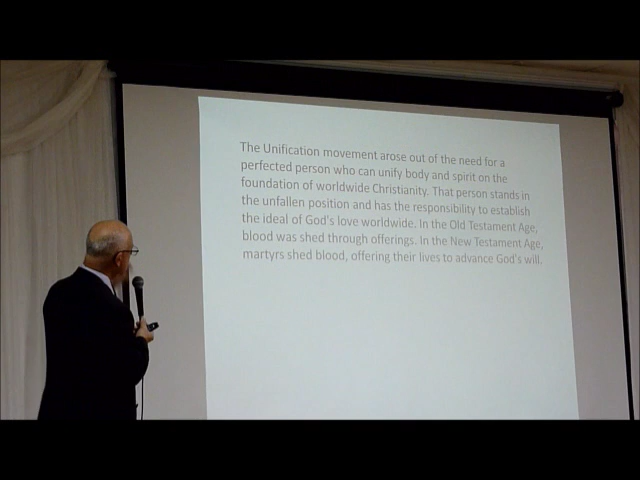 The Unification movement arose out of the need for a
perfected person who can unify body and spirit on the
foundation of worldwide Christianity. That person stands in
the unfallen position and has the responsibility to establish
the ideal of God's love worldwide. In the Old Testament Age,
blood was shed through offerings. In the New Testament Age,
martyrs shed blood, offering their lives to advance God's will.